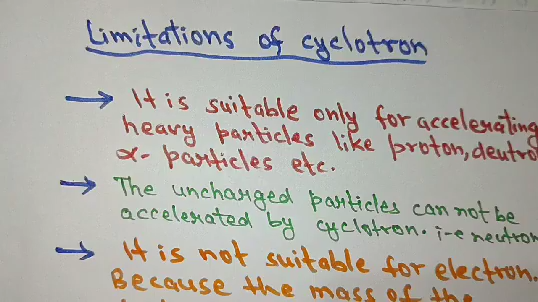 Limitations of cyclotron
→ It is suitable only for accelerating
heavy particles like proton, deutro
α- particles etc.
→ The uncharged particles can not be
accelerated by cyclotron. i-e neutron
→ It is not suitable for electron.
Because the mass of the